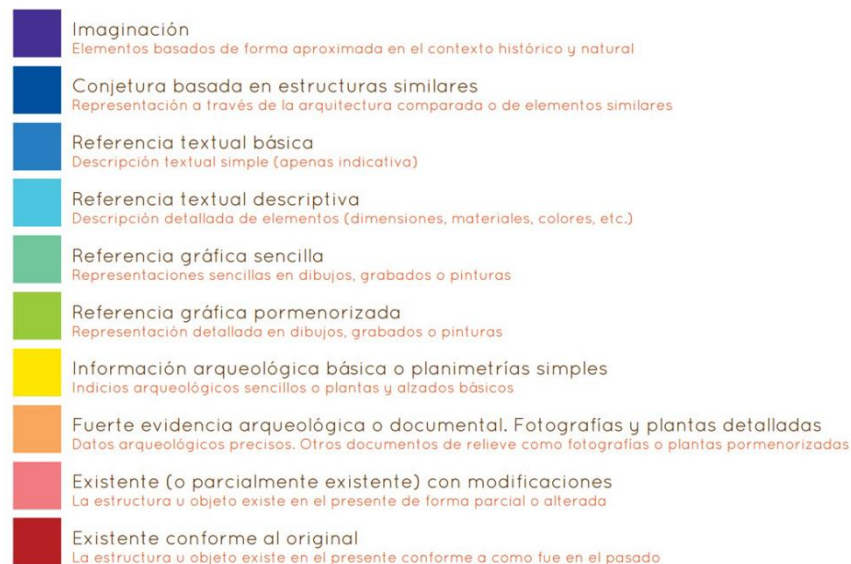 Imaginación
Elementos basados de forma aproximada en el contexto histórico y natural
Conjetura basada en estructuras similares
Representación a través de la arquitectura comparada o de elementos similares
Referencia textual básica
Descripción textual simple (apenas indicativa)
Referencia textual descriptiva
Descripción detallada de elementos (dimensiones, materiales, colores, etc.)
Referencia gráfica sencilla
Representaciones sencillas en dibujos, grabados o pinturas
Referencia gráfica pormenorizada
Representación detallada en dibujos, grabados o pinturas
Información arqueológica básica o planimetrías simples
Indicios arqueológicos sencillos o plantas y alzados básicos
Fuerte evidencia arqueológica o documental. Fotografías y plantas detalladas
Datos arqueológicos precisos. Otros documentos de relieve como fotografías o plantas pormenorizadas
Existente (o parcialmente existente) con modificaciones
La estructura u objeto existe en el presente de forma parcial o alterada
Existente conforme al original
La estructura u objeto existe en el presente conforme a como fue en el pasado